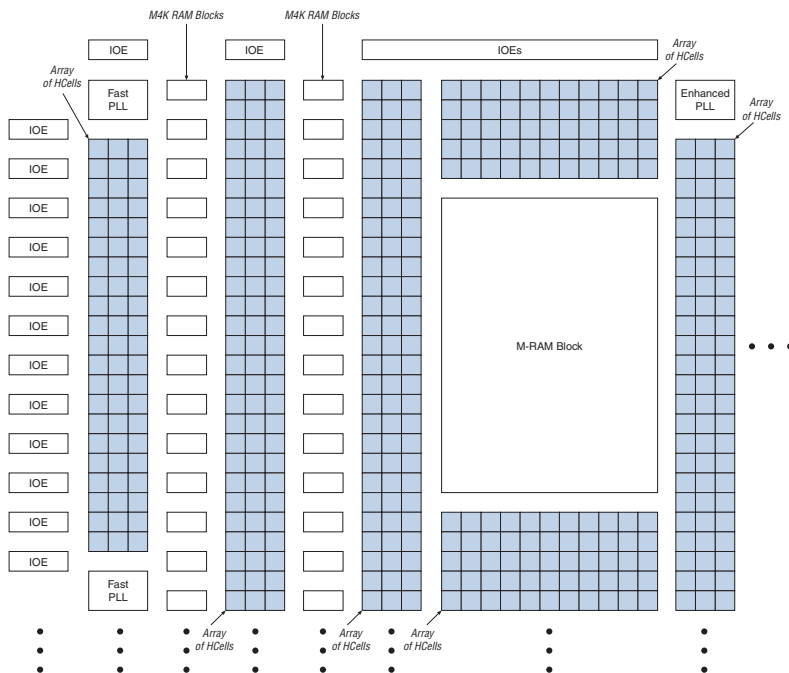 M4K RAM Blocks
M4K RAM Blocks
IOE
IOE
IOEs
Array
of HCells
Array
of HCells
Fast
PLL
Enhanced
PLL
Array
of HCells
IOE
IOE
IOE
IOE
IOE
IOE
IOE
IOE
IOE
IOE
IOE
IOE
M-RAM Block
Fast
PLL
Array
of HCells
Array
of HCells
Array
of HCells